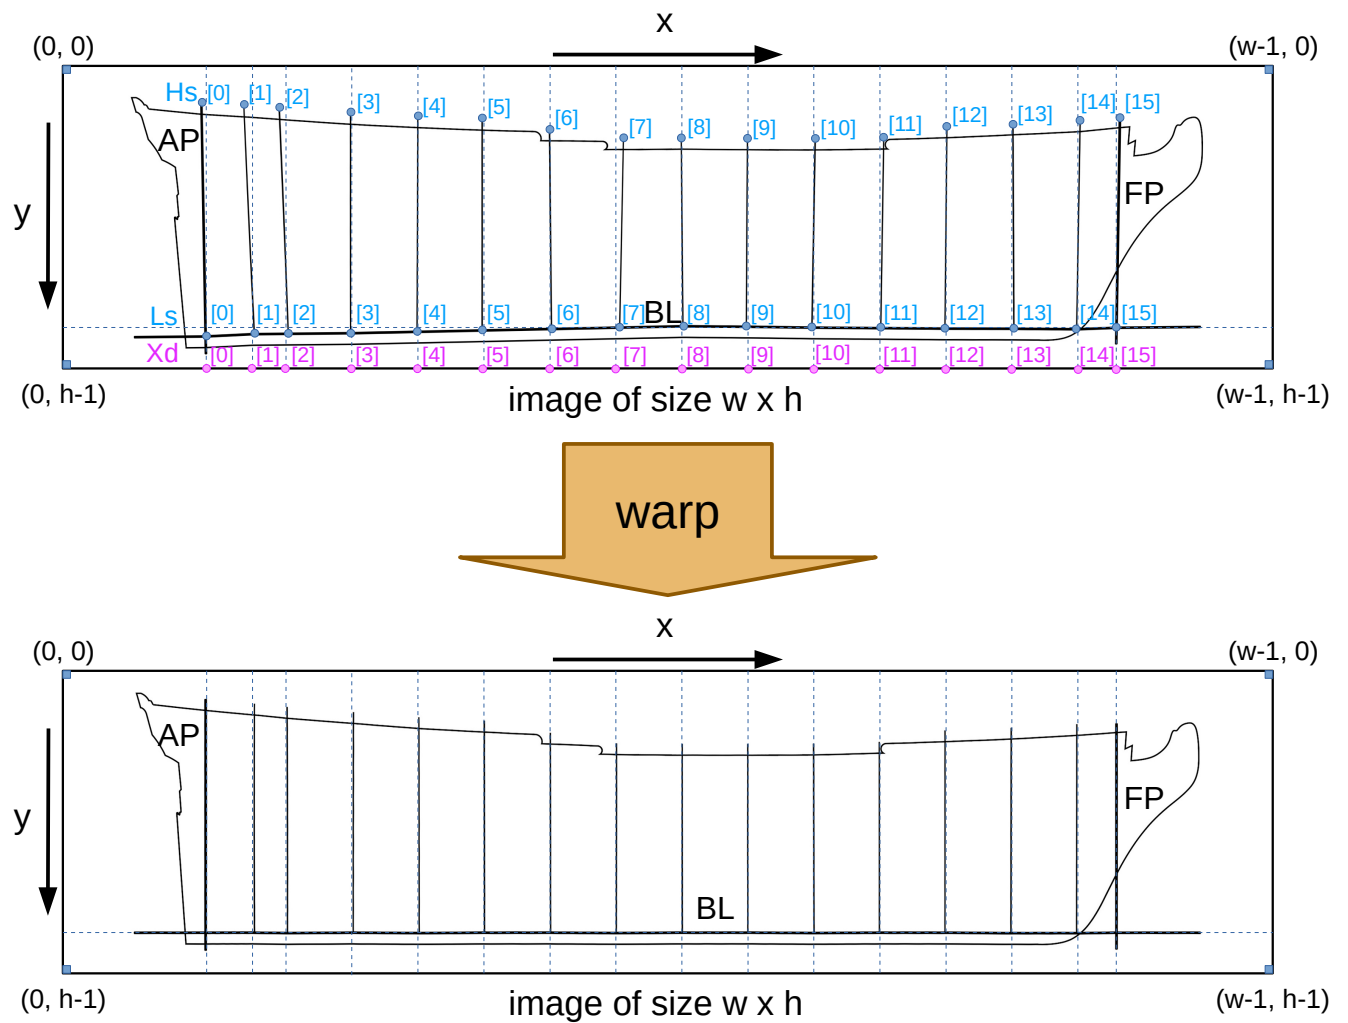 x
(0, 0) (w-1, 0)
Hs [0] [1] [2] [3] [4] [5] [6] [7] [8] [9] [10] [11] [12] [13] [14] [15]
AP
FP
y
BL
Ls [0] [1] [2] [3] [4] [5] [6] [7] [8] [9] [10] [11] [12] [13] [14] [15]
Xd [0] [1] [2] [3] [4] [5] [6] [7] [8] [9] [10] [11] [12] [13] [14] [15]
(0, h-1) image of size w x h (w-1, h-1)
warp
x
(0, 0) (w-1, 0)
AP
FP
y
BL
(0, h-1) image of size w x h (w-1, h-1)